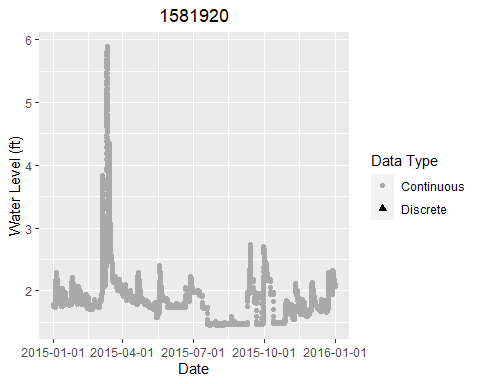 1581920
6
5
4
3
2
Water Level (ft)
2015-01-01 2015-04-01 2015-07-01 2015-10-01 2016-01-01
Date
Data Type
Continuous
Discrete